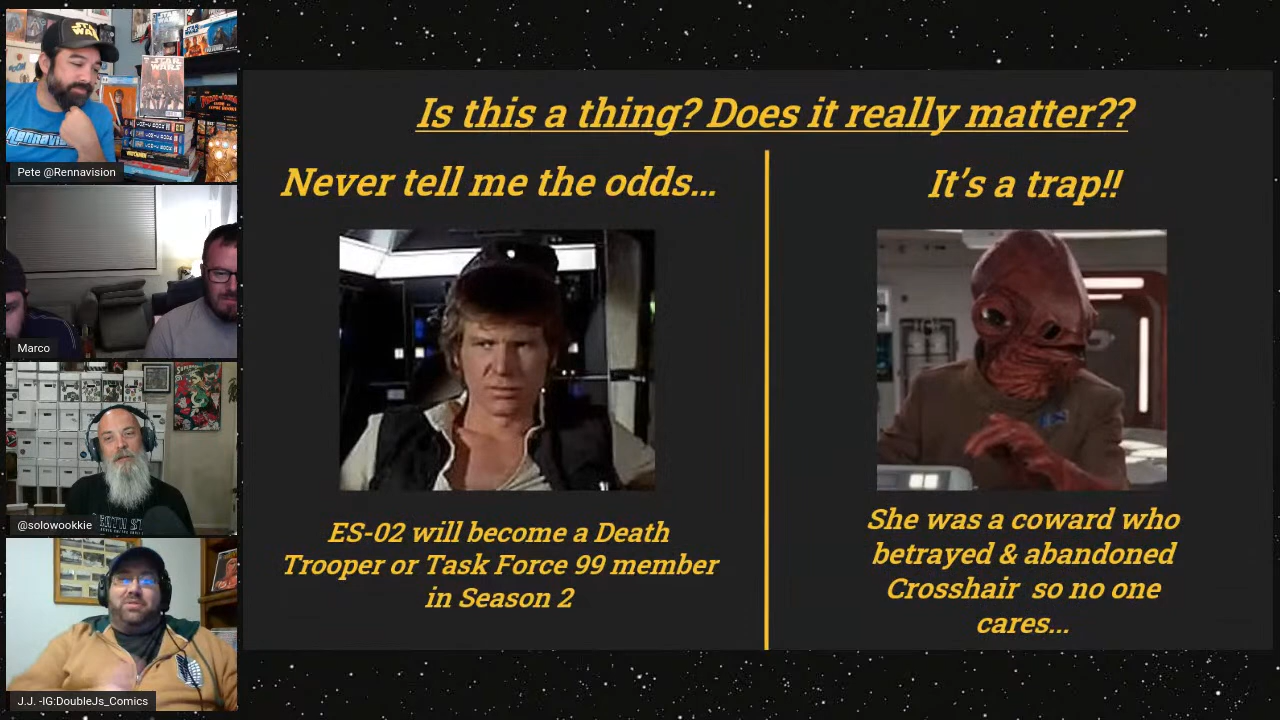 Is this a thing? Does it really matter??
Never tell me the odds...
ES-02 will become a Death
Trooper or Task Force 99 member
in Season 2
It's a trap!!
She was a coward who
betrayed & abandoned
Crosshair so no one
cares...
STAR
WARS
Pete @Rennavision
Marco
@solowookkie
J.J. -IG:DoubleJs_Comics